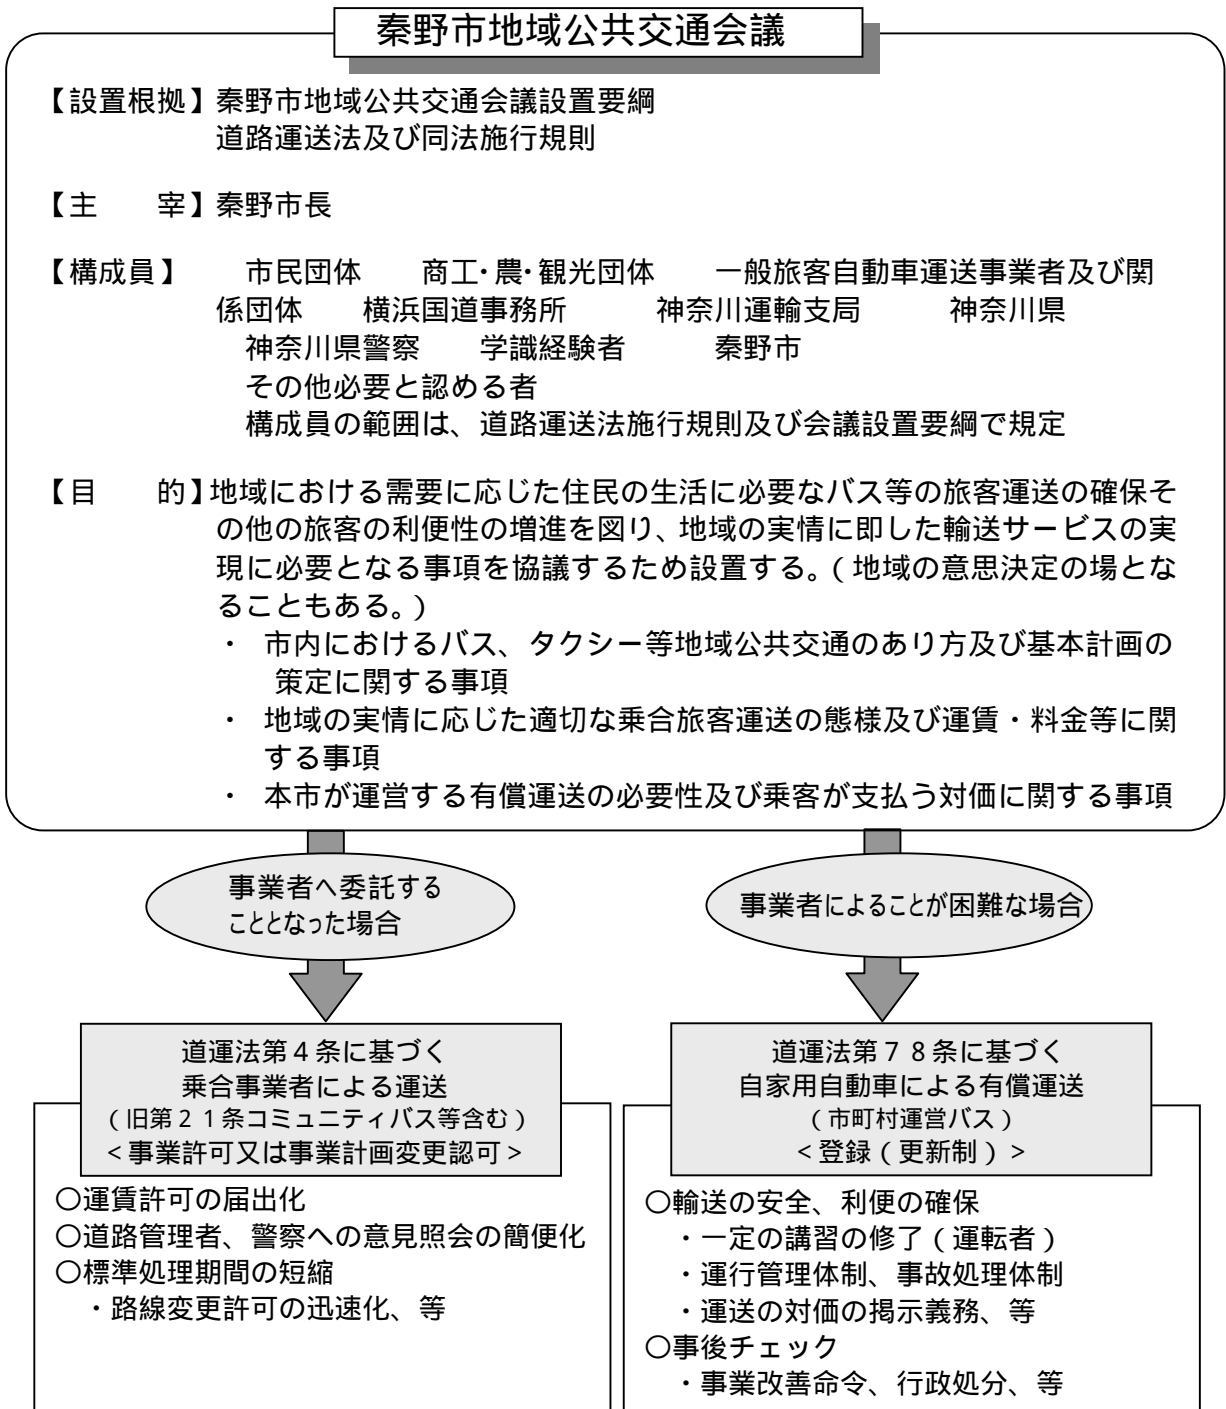 秦野市地域公共交通会議
【設置根拠】秦野市地域公共交通会議設置要綱
道路運送法及び同法施行規則
【主　　宰】秦野市長
【構成員】　　市民団体　　商工・農・観光団体　　一般旅客自動車運送事業者及び関
係団体　　横浜国道事務所　　　神奈川運輸支局　　　神奈川県
神奈川県警察　　学識経験者　　　秦野市
その他必要と認める者
構成員の範囲は、道路運送法施行規則及び会議設置要綱で規定
【目　　的】地域における需要に応じた住民の生活に必要なバス等の旅客運送の確保そ
の他の旅客の利便性の増進を図り、地域の実情に即した輸送サービスの実
現に必要となる事項を協議するため設置する。（地域の意思決定の場とな
ることもある。）
・　市内におけるバス、タクシー等地域公共交通のあり方及び基本計画の
策定に関する事項
・　地域の実情に応じた適切な乗合旅客運送の態様及び運賃・料金等に関
する事項
・　本市が運営する有償運送の必要性及び乗客が支払う対価に関する事項
事業者へ委託する
こととなった場合
事業者によることが困難な場合
道運法第４条に基づく
乗合事業者による運送
（旧第２１条コミュニティバス等含む）
＜事業許可又は事業計画変更認可＞
○運賃許可の届出化
○道路管理者、警察への意見照会の簡便化
○標準処理期間の短縮
・路線変更許可の迅速化、等
道運法第７８条に基づく
自家用自動車による有償運送
（市町村運営バス）
＜登録（更新制）＞
○輸送の安全、利便の確保
・一定の講習の修了（運転者）
・運行管理体制、事故処理体制
・運送の対価の掲示義務、等
○事後チェック
・事業改善命令、行政処分、等